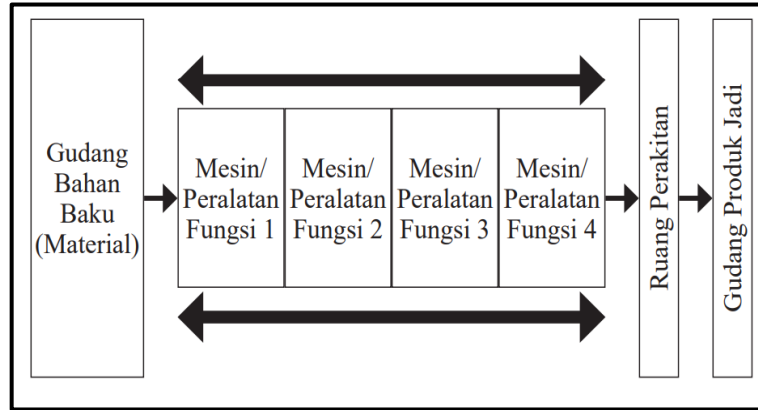 Gudang
Bahan
Baku
(Material)
Mesin/
Peralatan
Fungsi 1
Mesin/
Peralatan
Fungsi 2
Mesin/
Peralatan
Fungsi 3
Mesin/
Peralatan
Fungsi 4
Ruang Perakitan
Gudang Produk Jadi